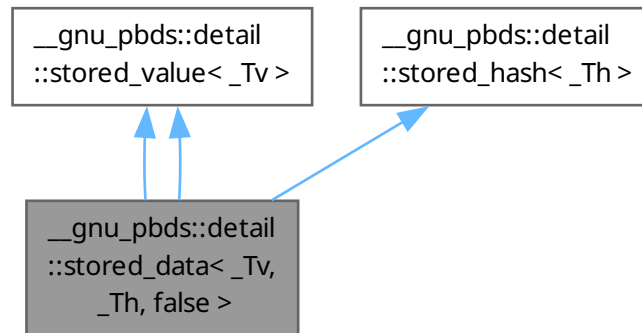 __gnu_pbds::detail
::stored_value< _Tv >
__gnu_pbds::detail
::stored_hash< _Th >
__gnu_pbds::detail
::stored_data< _Tv,
_Th, false >